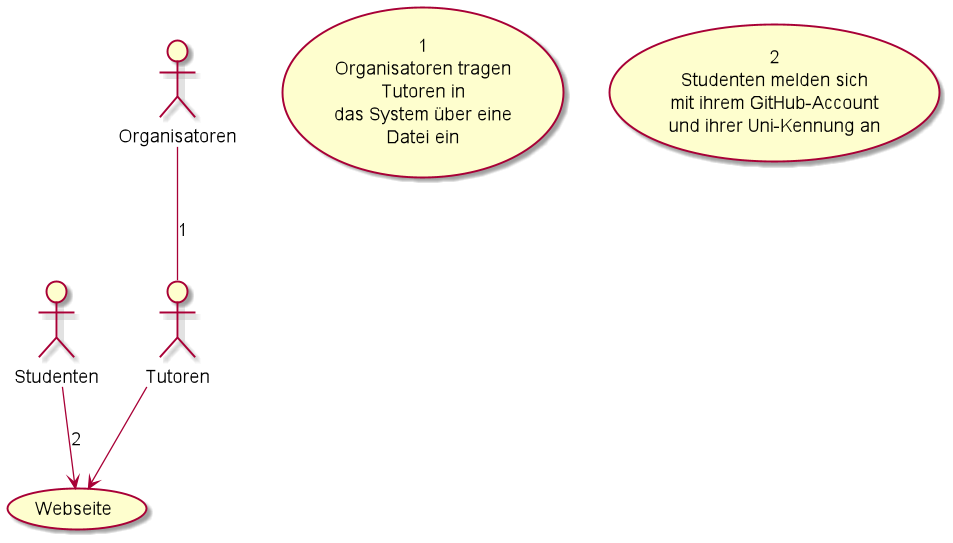 Organisatoren
1
Organisatoren tragen
Tutoren in
das System über eine
Datei ein
2
Studenten melden sich
mit ihrem GitHub-Account
und ihrer Uni-Kennung an
1
Studenten
Tutoren
2
Webseite